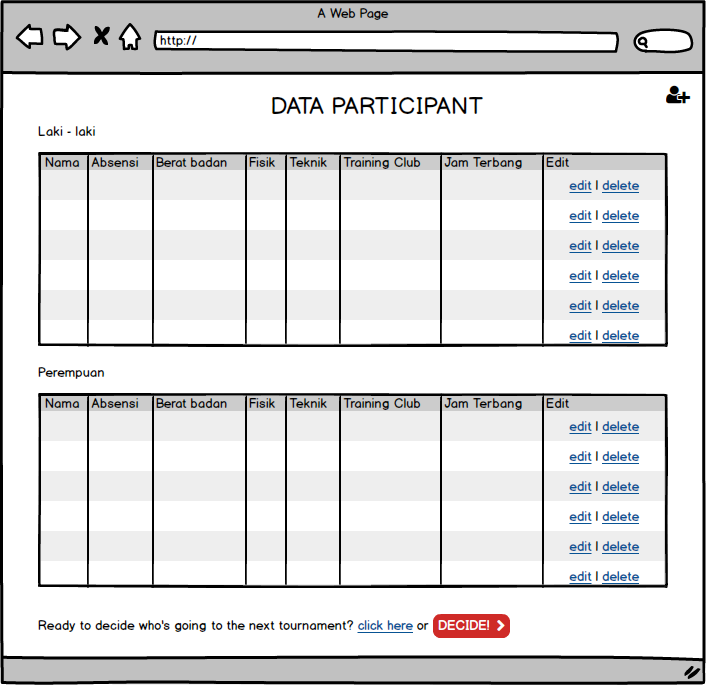 A Web Page
http://
DATA PARTICIPANT
Laki - laki
Nama Absensi Berat badan Fisik Teknik Training Club Jam Terbang Edit
edit | delete
edit | delete
edit | delete
edit | delete
edit | delete
edit | delete
Perempuan
Nama Absensi Berat badan Fisik Teknik Training Club Jam Terbang Edit
edit | delete
edit | delete
edit | delete
edit | delete
edit | delete
edit | delete
Ready to decide who's going to the next tournament? click here or DECIDE!